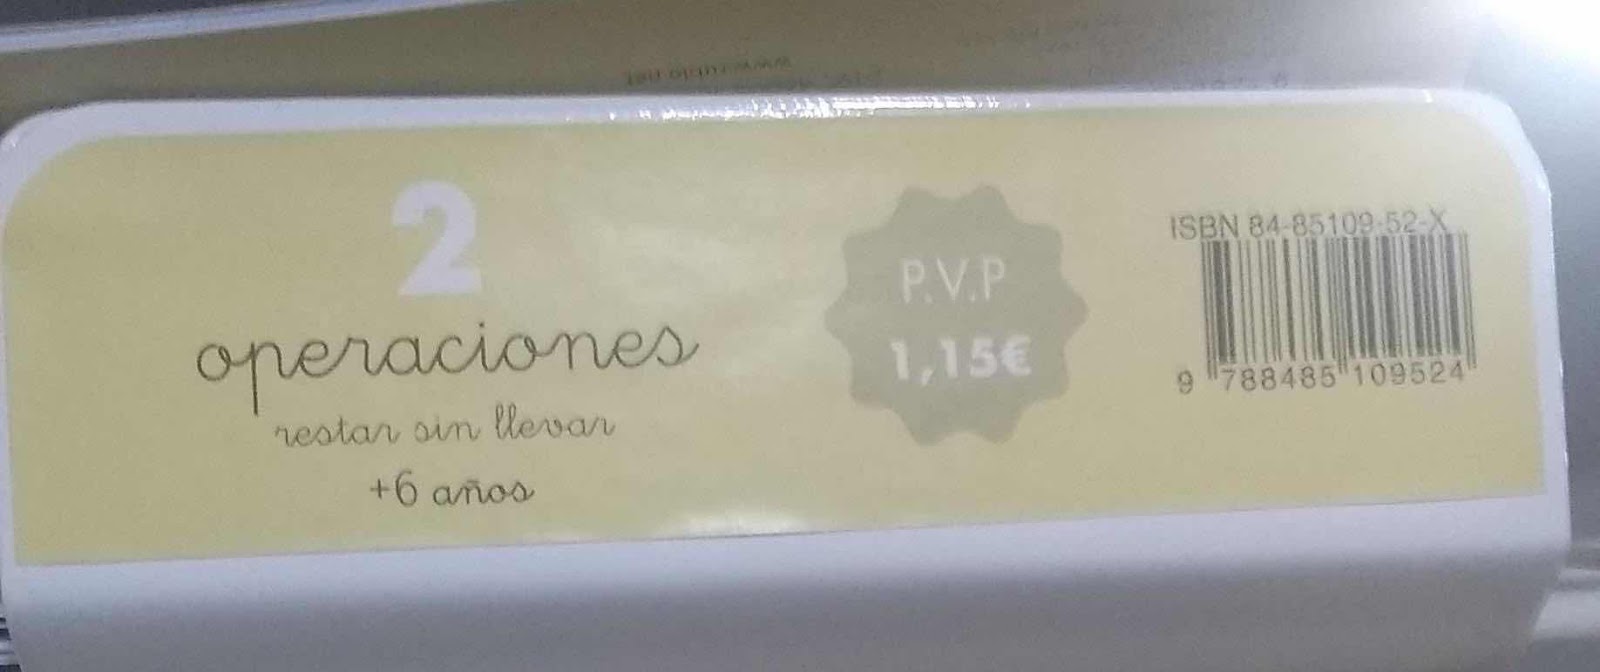 2
operaciones
restar sin llevar
+6 años
P.V.P
1,15€
ISBN 84-85109-52-X
9 788485 109524